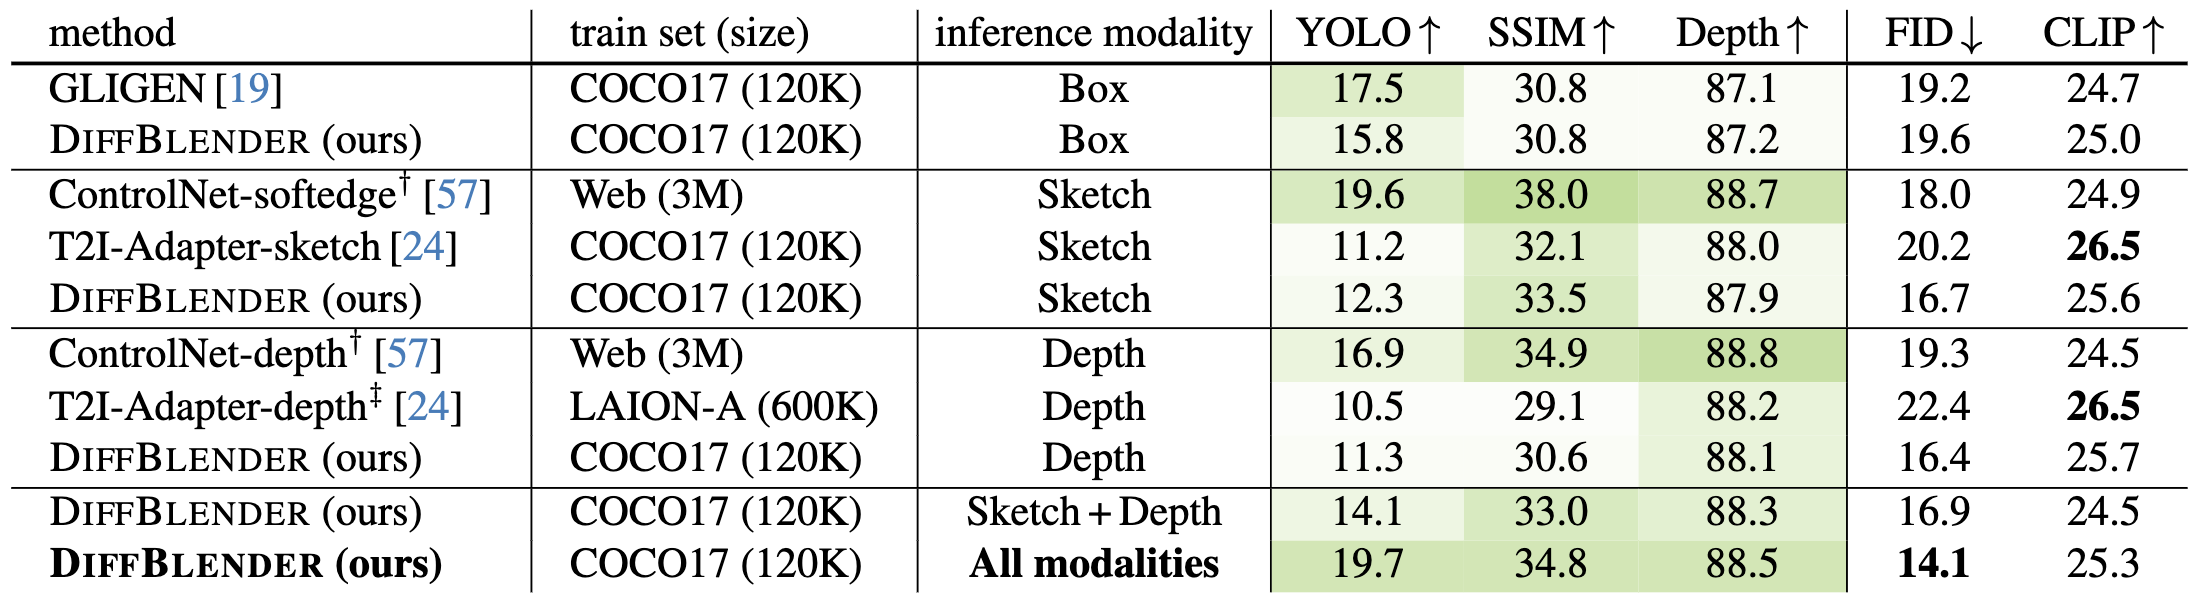 method train set (size) inference modality YOLO↑ SSIM↑ Depth↑ FID↓ CLIP↑
GLIGEN [19] COCO17 (120K) Box 17.5 30.8 87.1 19.2 24.7
DIFFBLENDER (ours) COCO17 (120K) Box 15.8 30.8 87.2 19.6 25.0
ControlNet-softedge† [57] Web (3M) Sketch 19.6 38.0 88.7 18.0 24.9
T2I-Adapter-sketch [24] COCO17 (120K) Sketch 11.2 32.1 88.0 20.2 26.5
DIFFBLENDER (ours) COCO17 (120K) Sketch 12.3 33.5 87.9 16.7 25.6
ControlNet-depth† [57] Web (3M) Depth 16.9 34.9 88.8 19.3 24.5
T2I-Adapter-depth‡ [24] LAION-A (600K) Depth 10.5 29.1 88.2 22.4 26.5
DIFFBLENDER (ours) COCO17 (120K) Depth 11.3 30.6 88.1 16.4 25.7
DIFFBLENDER (ours) COCO17 (120K) Sketch + Depth 14.1 33.0 88.3 16.9 24.5
DIFFBLENDER (ours) COCO17 (120K) All modalities 19.7 34.8 88.5 14.1 25.3